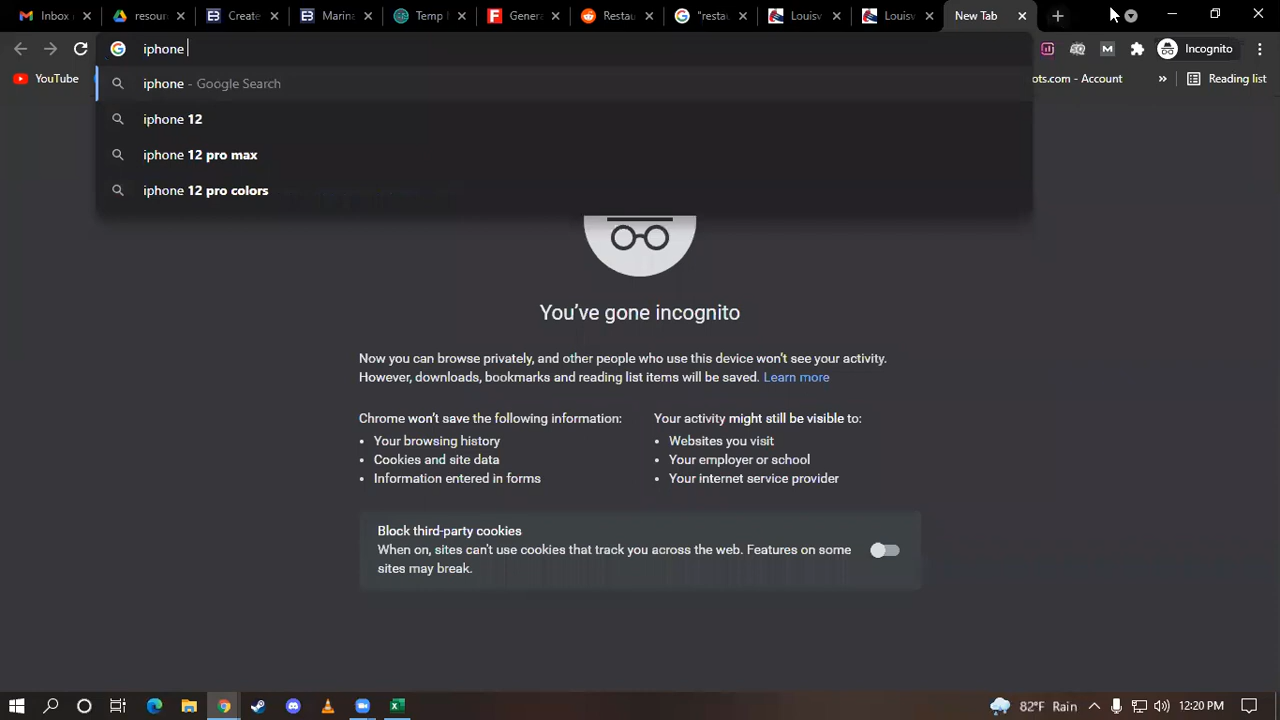 Inbox
resour
Create
Marina
Temp
Genera
Restau
"restau
Louisv
Louisv
New Tab
iphone
Incognito
YouTube
ots.com - Account
»
Reading list
iphone - Google Search
iphone 12
iphone 12 pro max
iphone 12 pro colors
You've gone incognito
Now you can browse privately, and other people who use this device won't see your activity.
However, downloads, bookmarks and reading list items will be saved. Learn more
Chrome won't save the following information:
• Your browsing history
• Cookies and site data
• Information entered in forms
Your activity might still be visible to:
• Websites you visit
• Your employer or school
• Your internet service provider
Block third-party cookies
When on, sites can't use cookies that track you across the web. Features on some
sites may break.
82°F Rain
12:20 PM